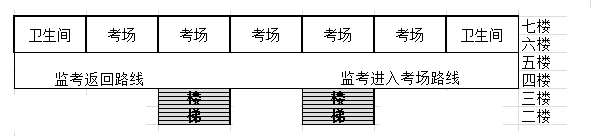 七楼
卫生间 考场 考场 考场 考场 考场 卫生间
六楼
五楼
监考返回路线 监考进入考场路线 四楼
楼 楼 三楼
梯 梯 二楼